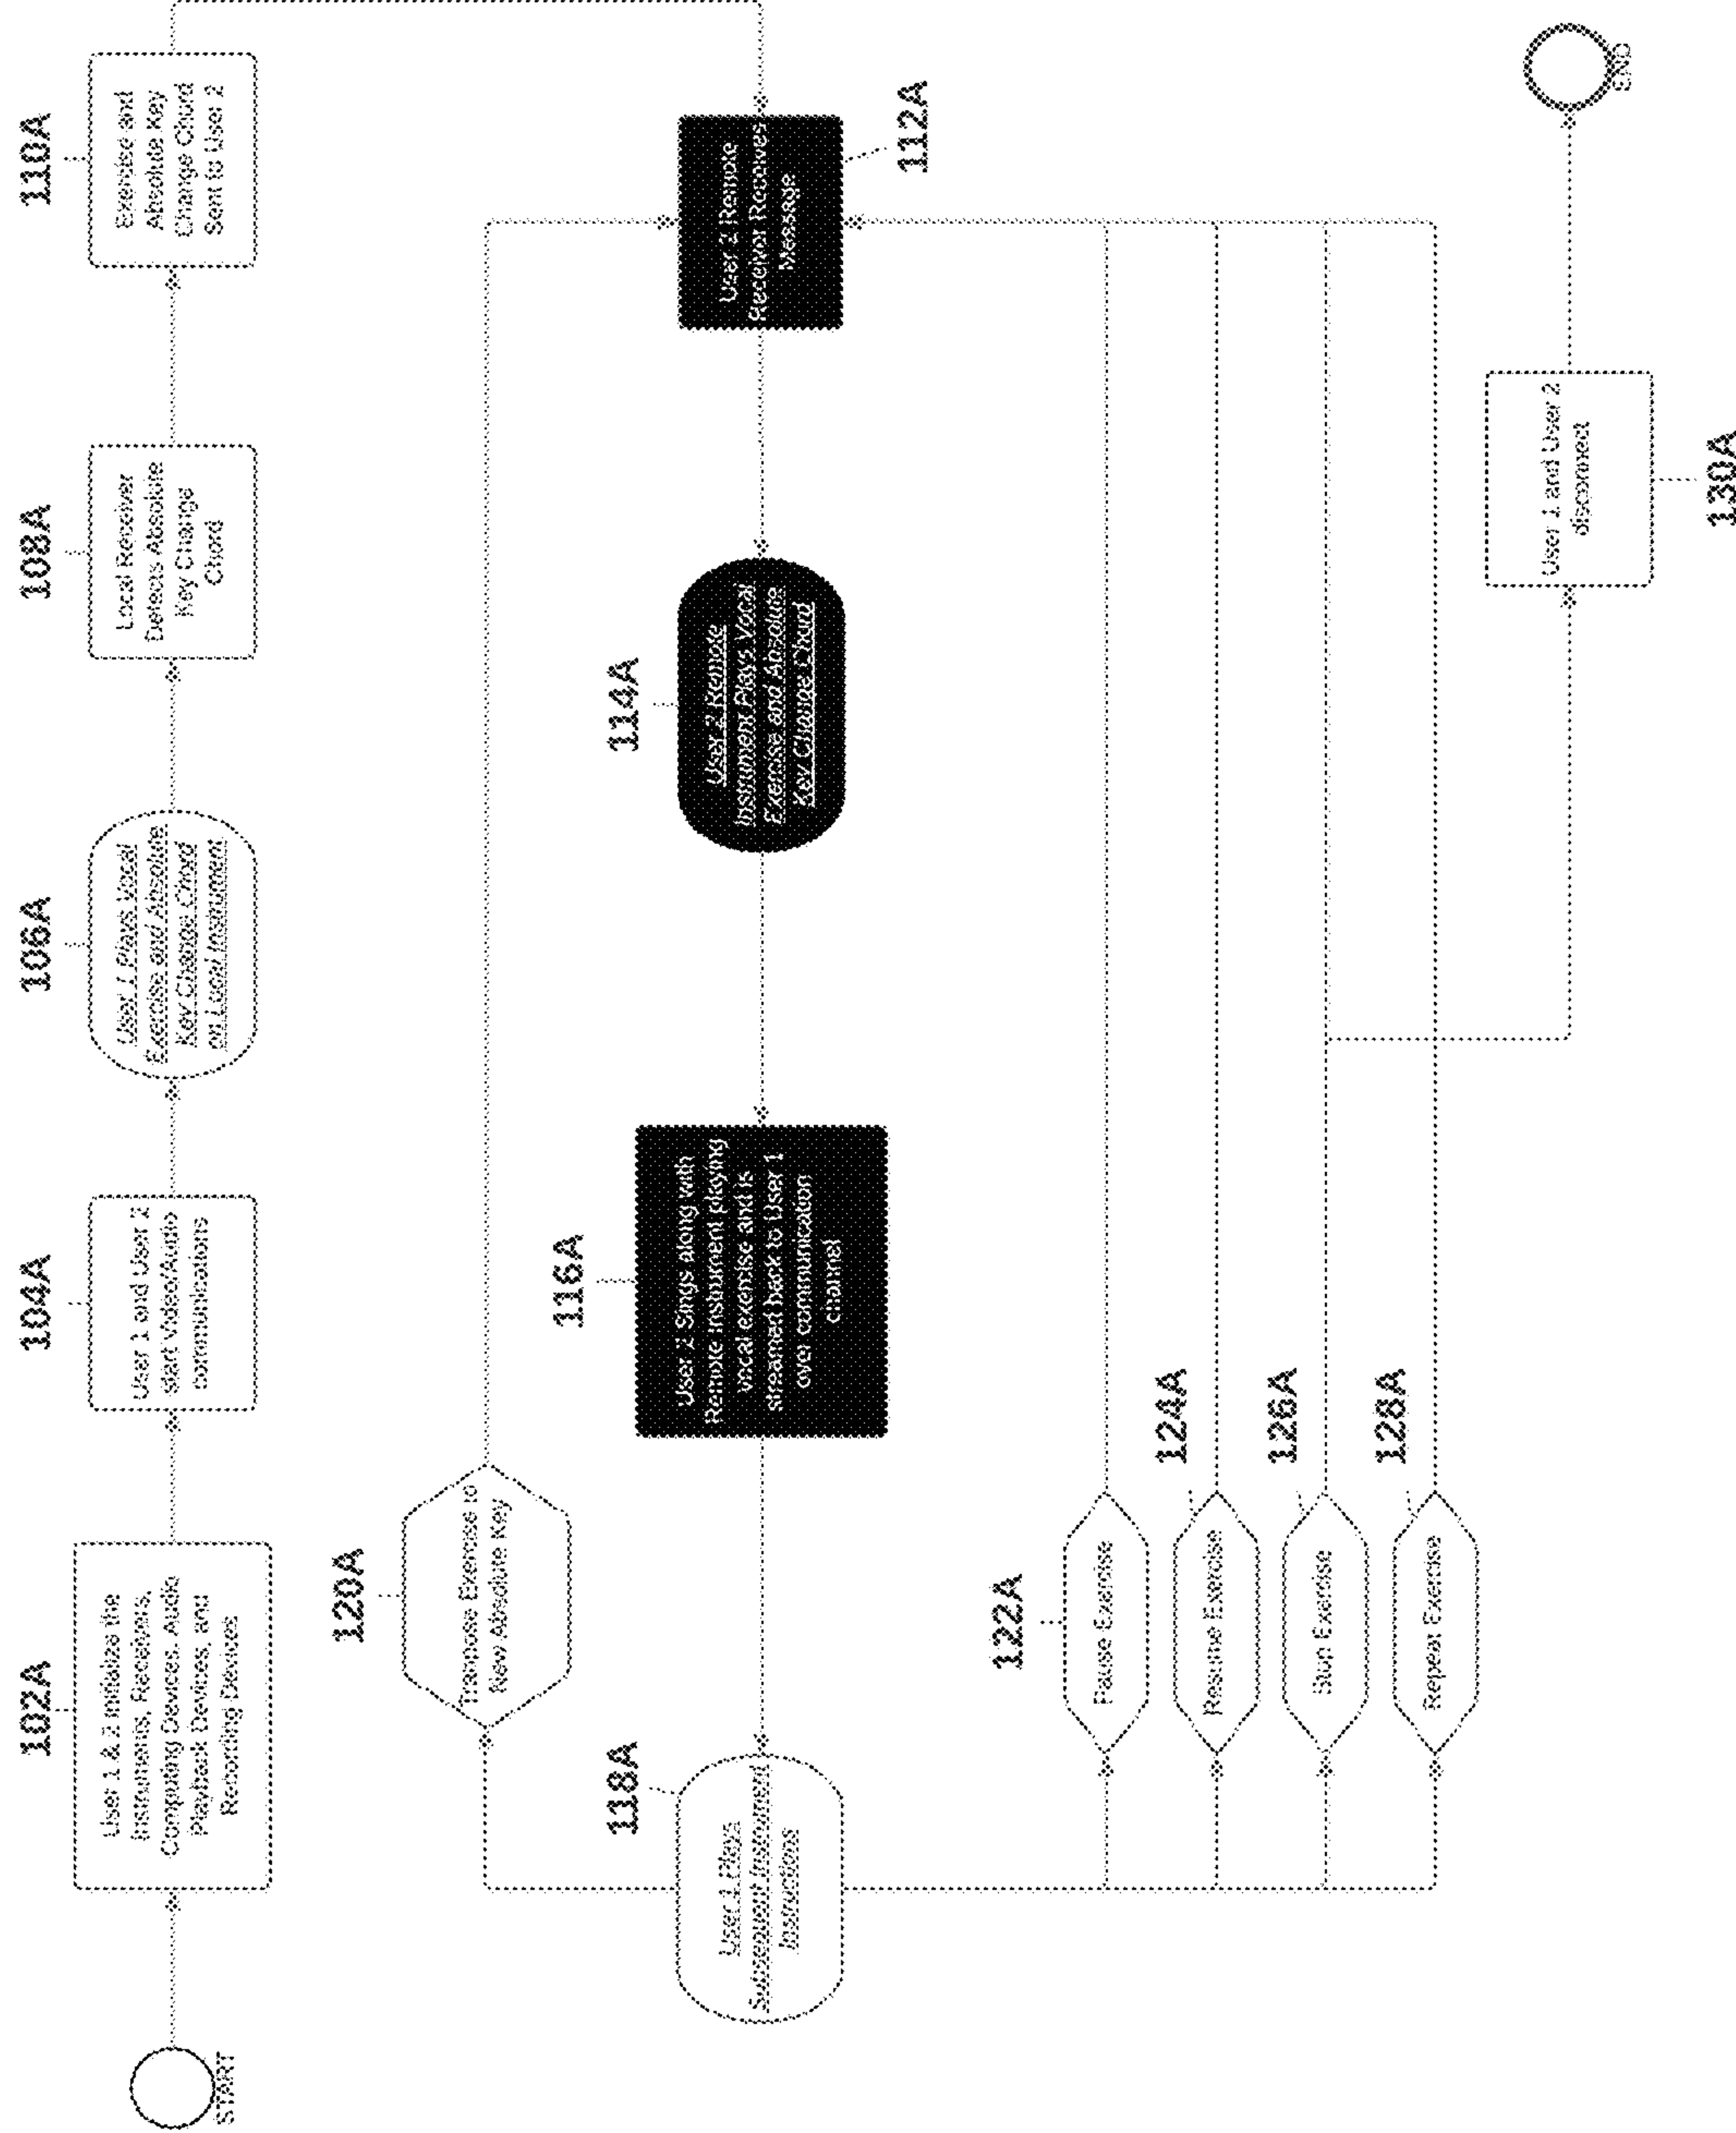 START
102A
User 1 & 2 initialize the
Instruments, Receivers,
Computing Devices, Audio
Playback Devices, and
Recording Devices
104A
User 1 and User 2
start Video/Audio
communications
106A
User 1 Plays Vocal
Exercise and Absolute
Key Change Chord
on Local Instrument
108A
Local Receiver
Detects Absolute
Key Change
Chord
110A
Exercise and
Absolute Key
Change Chord
Sent to User 2
120A
Tranpose Exercise to
New Absolute Key
118A
User 1 Plays
Subsequent Instrument
Instructions
116A
User 2 Sings along with
Remote Instrument playing
vocal exercise and is
streamed back to User 1
over communication
channel
114A
User 2 Remote
Instrument Plays Vocal
Exercise and Absolute
Key Change Chord
User 2 Remote
Receiver Receives
Message
112A
122A
Pause Exercise
124A
Resume Exercise
126A
Stop Exercise
128A
Repeat Exercise
User 1 and User 2
disconnect
130A
END